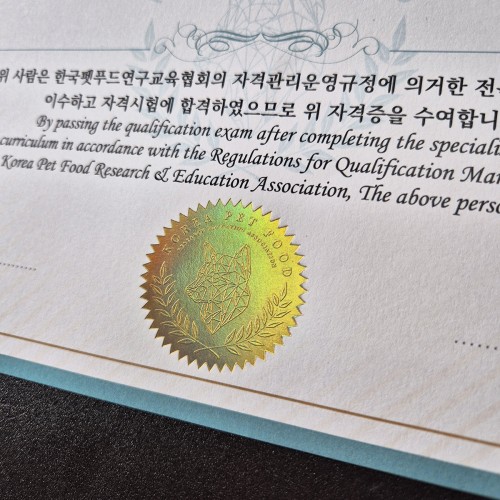 위 사람은 한국펫푸드연구교육협회의 자격관리운영규정에 의거한 전
이수하고 자격시험에 합격하였으므로 위 자격증을 수여합니
By passing the qualification exam after completing the speciali
curriculum in accordance with the Regulations for Qualification Man
Korea Pet Food Research & Education Association, The above perso
KOREA PET FOOD
ASSOCIATION